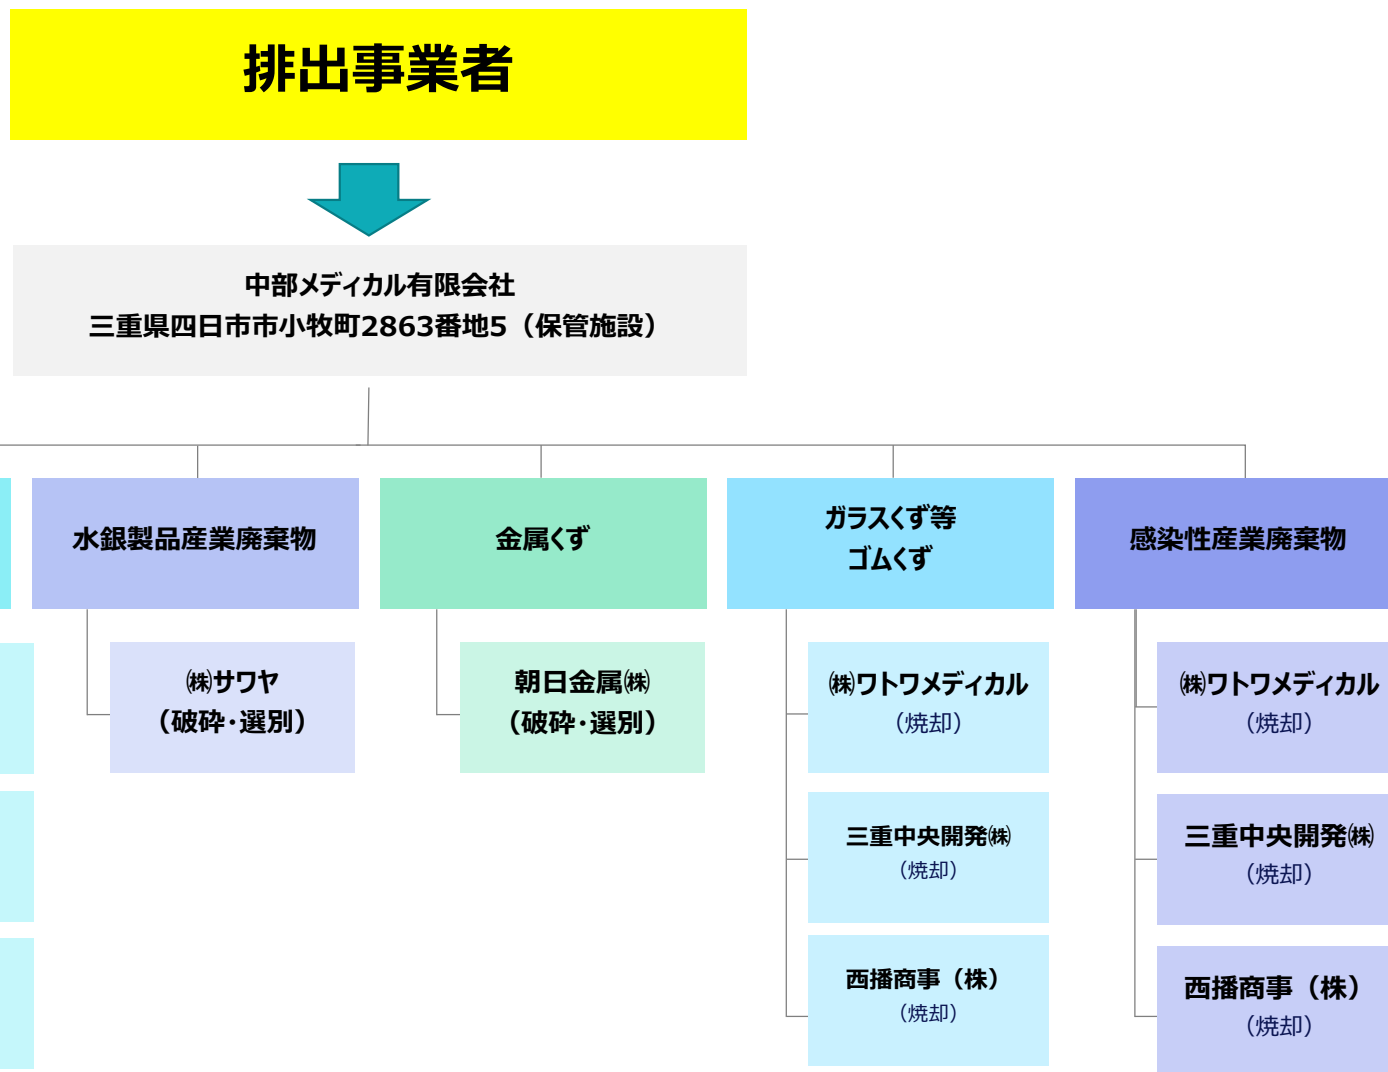 排出事業者
中部メディカル有限会社
三重県四日市市小牧町2863番地5（保管施設）
水銀製品産業廃棄物
㈱サワヤ
（破砕・選別）
金属くず
朝日金属㈱
（破砕・選別）
ガラスくず等
ゴムくず
㈱ワトワメディカル
（焼却）
三重中央開発㈱
（焼却）
西播商事（株）
（焼却）
感染性産業廃棄物
㈱ワトワメディカル
（焼却）
三重中央開発㈱
（焼却）
西播商事（株）
（焼却）